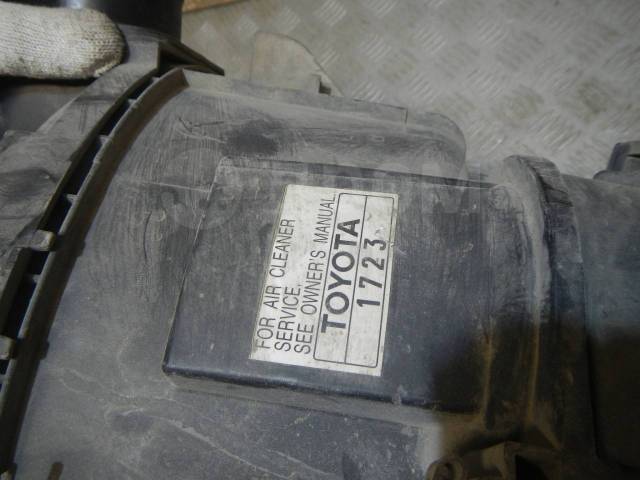 FOR AIR CLEANER
SERVICE,
SEE OWNER'S MANUAL
TOYOTA
1723